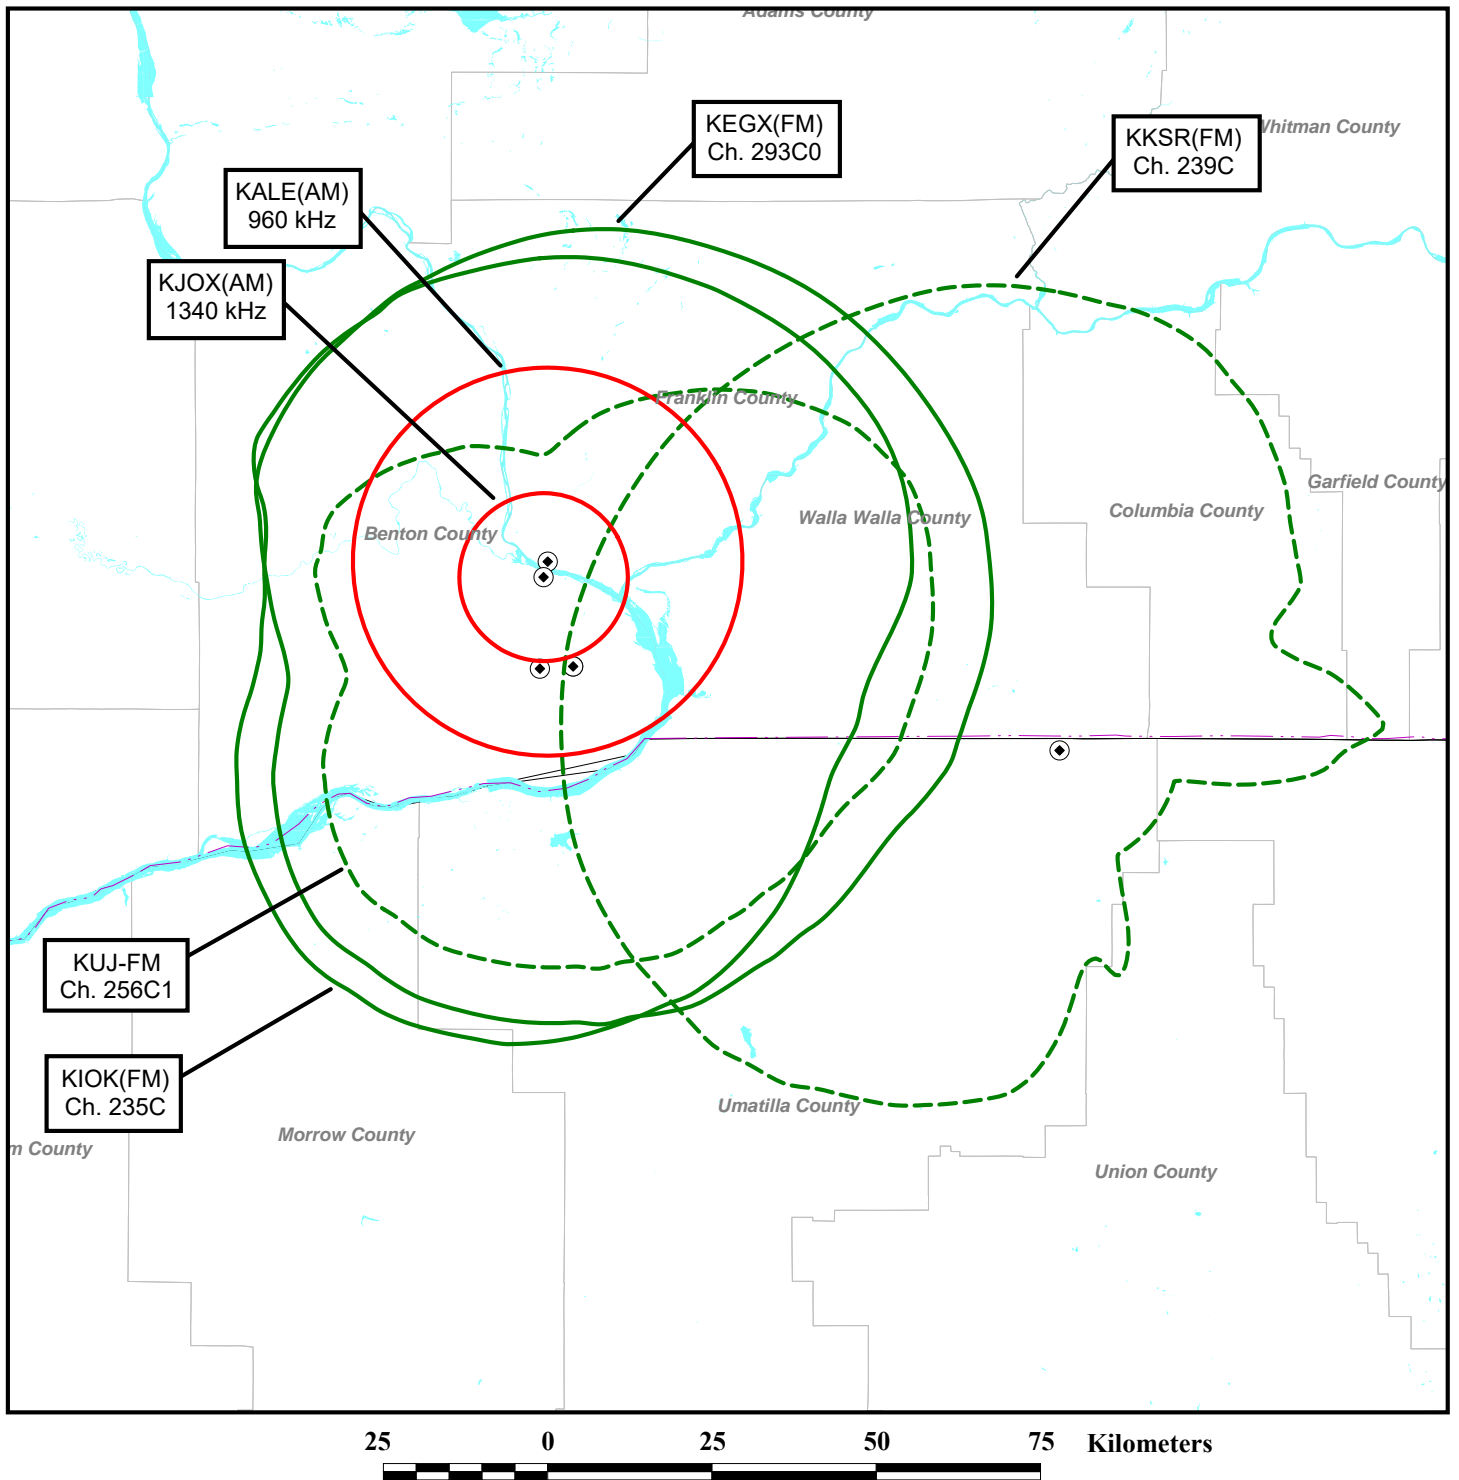 Adams County
KEGX(FM)
Ch. 293C0
KKSR(FM)
Ch. 239C
Whitman County
KALE(AM)
960 kHz
KJOX(AM)
1340 kHz
Franklin County
Garfield County
Columbia County
Walla Walla County
Benton County
KUJ-FM
Ch. 256C1
KIOK(FM)
Ch. 235C
Umatilla County
Morrow County
m County
Union County
25 0 25 50 75 Kilometers